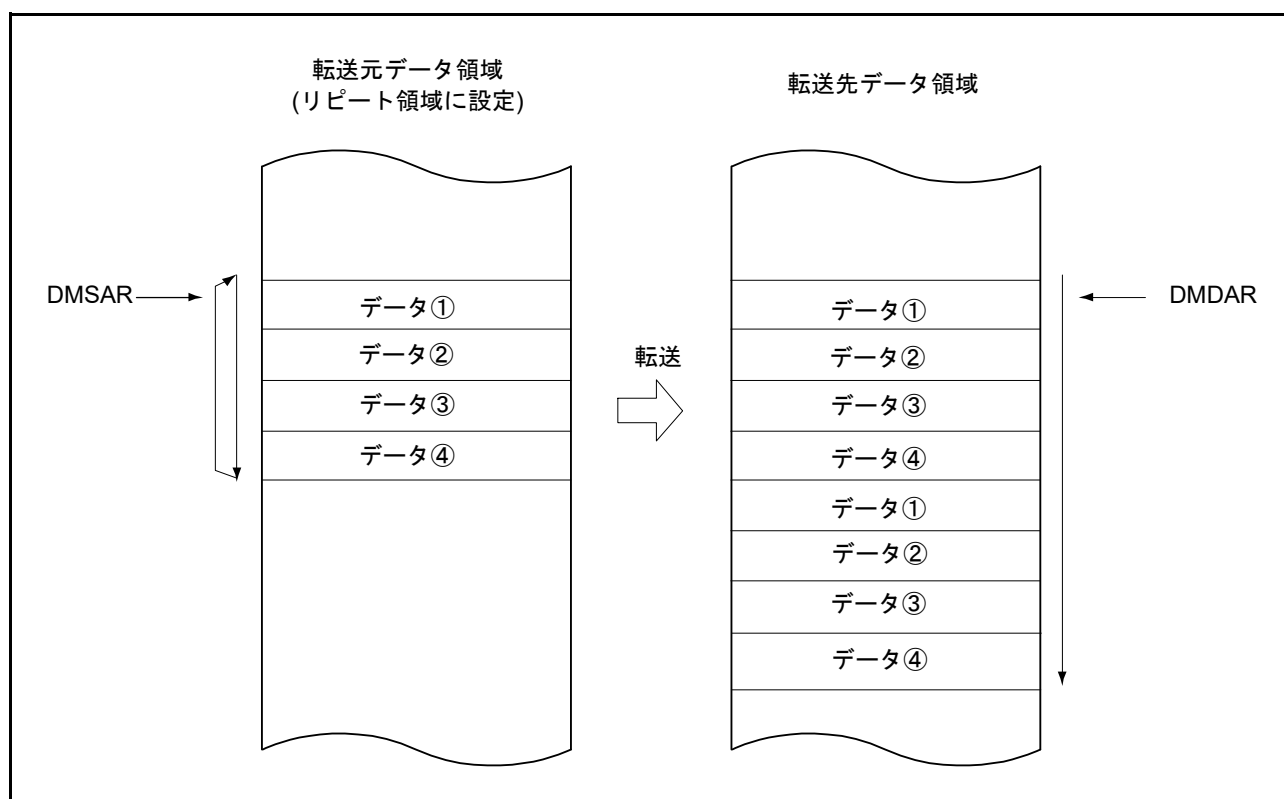 転送元データ領域
(リピート領域に設定)
転送先データ領域
DMSAR
DMDAR
データ①
データ②
データ③
データ④
転送
データ①
データ②
データ③
データ④
データ①
データ②
データ③
データ④